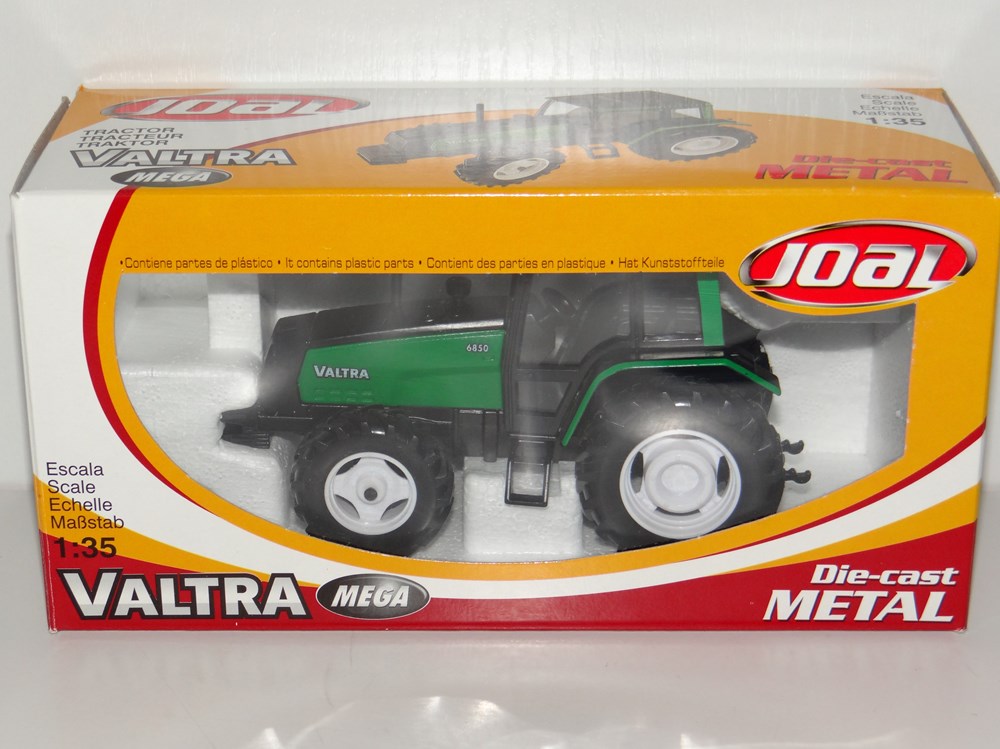 JOAL
TRACTOR
TRACTEUR
TRAKTOR
VALTRA
MEGA
Escala
Scale
Echelle
Maßstab
1:35
Die-cast
METAL
•Contiene partes de plástico • It contains plastic parts • Contient des parties en plastique • Hat Kunststoffteile
JOAL
6850
VALTRA
Escala
Scale
Echelle
Maßstab
1:35
VALTRA MEGA
Die-cast
METAL